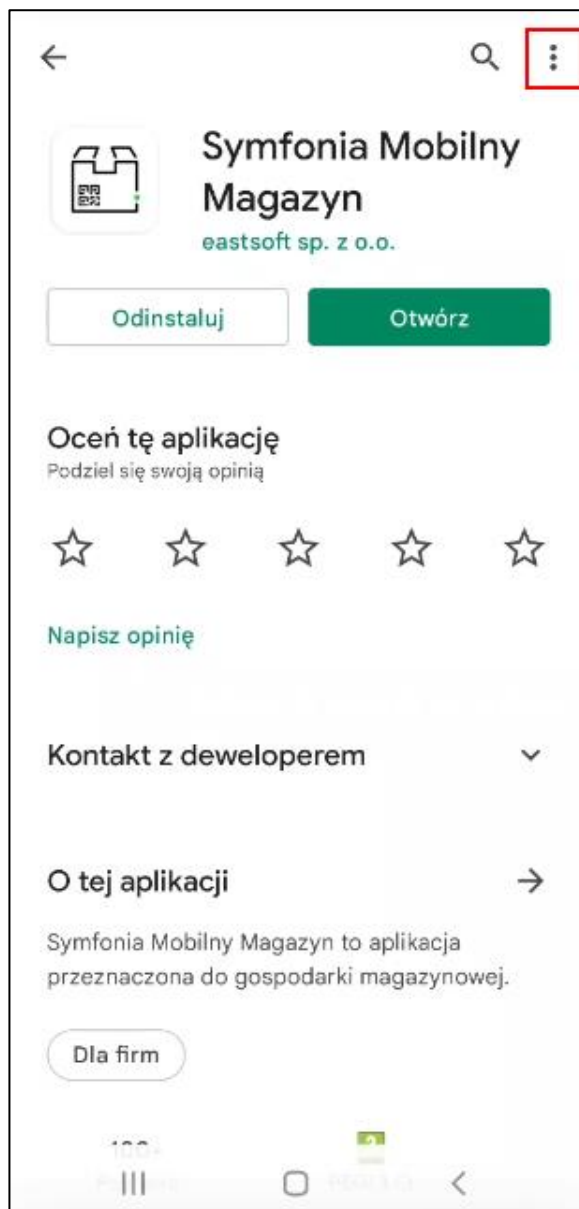 Symfonia Mobilny
Magazyn
eastsoft sp. z o.o.
Odinstaluj
Otwórz
Oceń tę aplikację
Podziel się swoją opinią
Napisz opinię
Kontakt z deweloperem
O tej aplikacji
Symfonia Mobilny Magazyn to aplikacja
przeznaczona do gospodarki magazynowej.
Dla firm